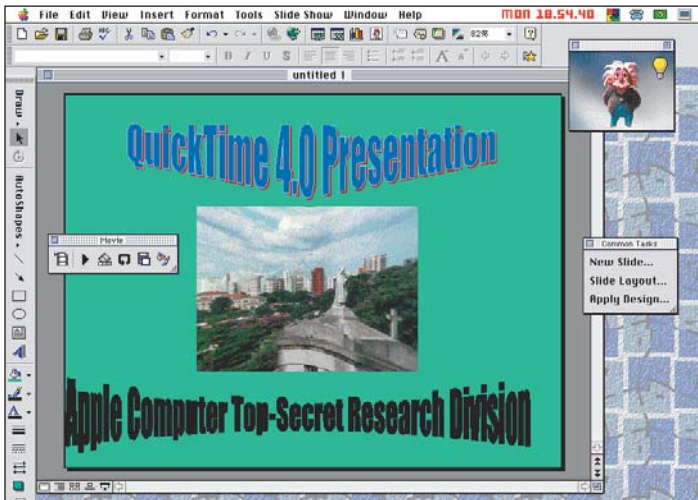 File Edit View Insert Format Tools Slide Show Window Help MON 18.54.40
82%
untitled 1
Draw
AutoShapes
QuickTime 4.0 Presentation
Movie
Common Tasks
New Slide...
Slide Layout...
Apply Design...
Apple Computer Top-Secret Research Division